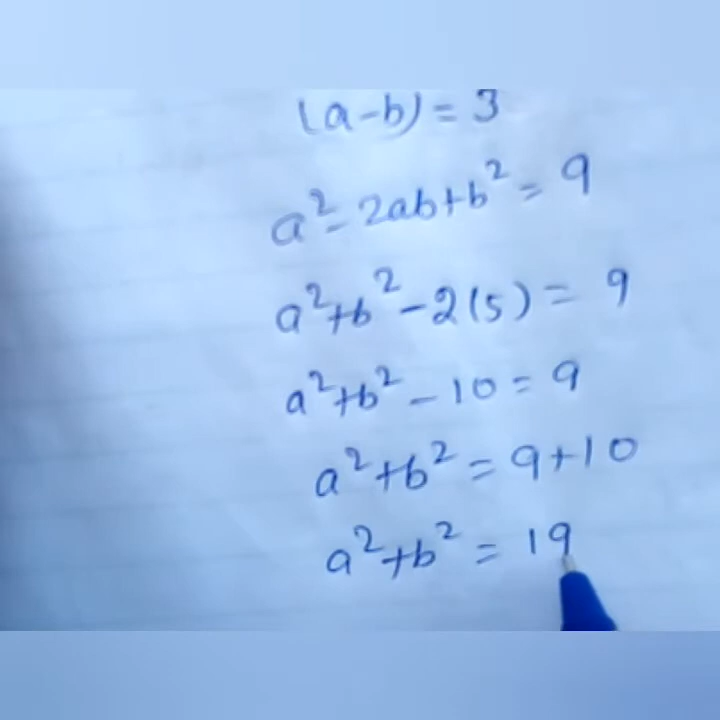 (a-b) = 3
a² - 2ab + b² = 9
a² + b² - 2(5) = 9
a² + b² - 10 = 9
a² + b² = 9 + 10
a² + b² = 19